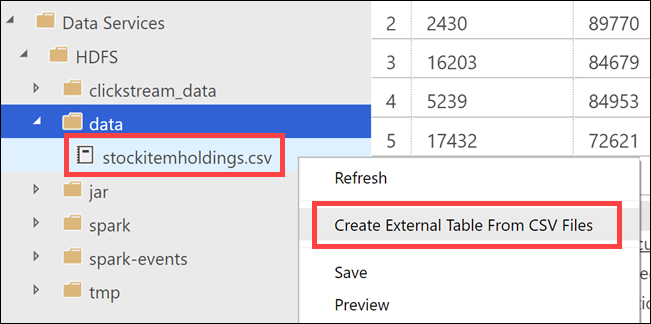 Data Services
HDFS
clickstream_data
data
stockitemholdings.csv
jar
spark
spark-events
tmp
2 2430 89770
3 16203 84679
4 5239 84953
5 17432 72621
Refresh
Create External Table From CSV Files
Save
Preview